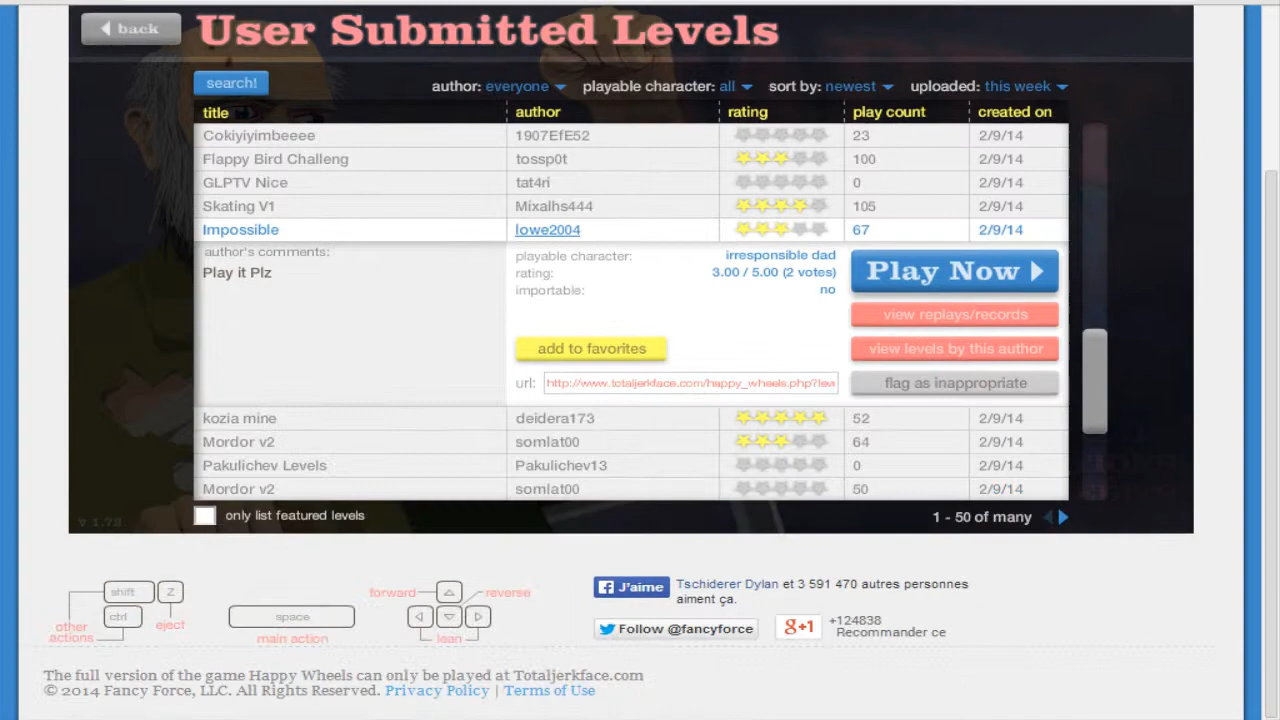 back
User Submitted Levels
search!
author: everyone playable character: all sort by: newest uploaded: this week
title author rating play count created on
Cokiyiyimbeeee 1907EfE52 23 2/9/14
Flappy Bird Challeng tossp0t 100 2/9/14
GLPTV Nice tat4ri 0 2/9/14
Skating V1 Mixalhs444 105 2/9/14
Impossible lowe2004 67 2/9/14
author's comments:
Play it Plz
playable character: irresponsible dad
rating: 3.00 / 5.00 (2 votes)
importable: no
Play Now
view replays/records
add to favorites
view levels by this author
url: http://www.totaljerkface.com/happy_wheels.php?lev
flag as inappropriate
kozia mine deidera173 52 2/9/14
Mordor v2 somlat00 64 2/9/14
Pakulichev Levels Pakulichev13 0 2/9/14
Mordor v2 somlat00 50 2/9/14
only list featured levels
1 - 50 of many
v 1.73
shift Z
ctrl
other actions
eject
space
main action
forward
reverse
lean
J'aime
Tschiderer Dylan et 3 591 470 autres personnes
aiment ça.
Follow @fancyforce
g+1
+124838
Recommander ce
The full version of the game Happy Wheels can only be played at Totaljerkface.com
© 2014 Fancy Force, LLC. All Rights Reserved. Privacy Policy | Terms of Use